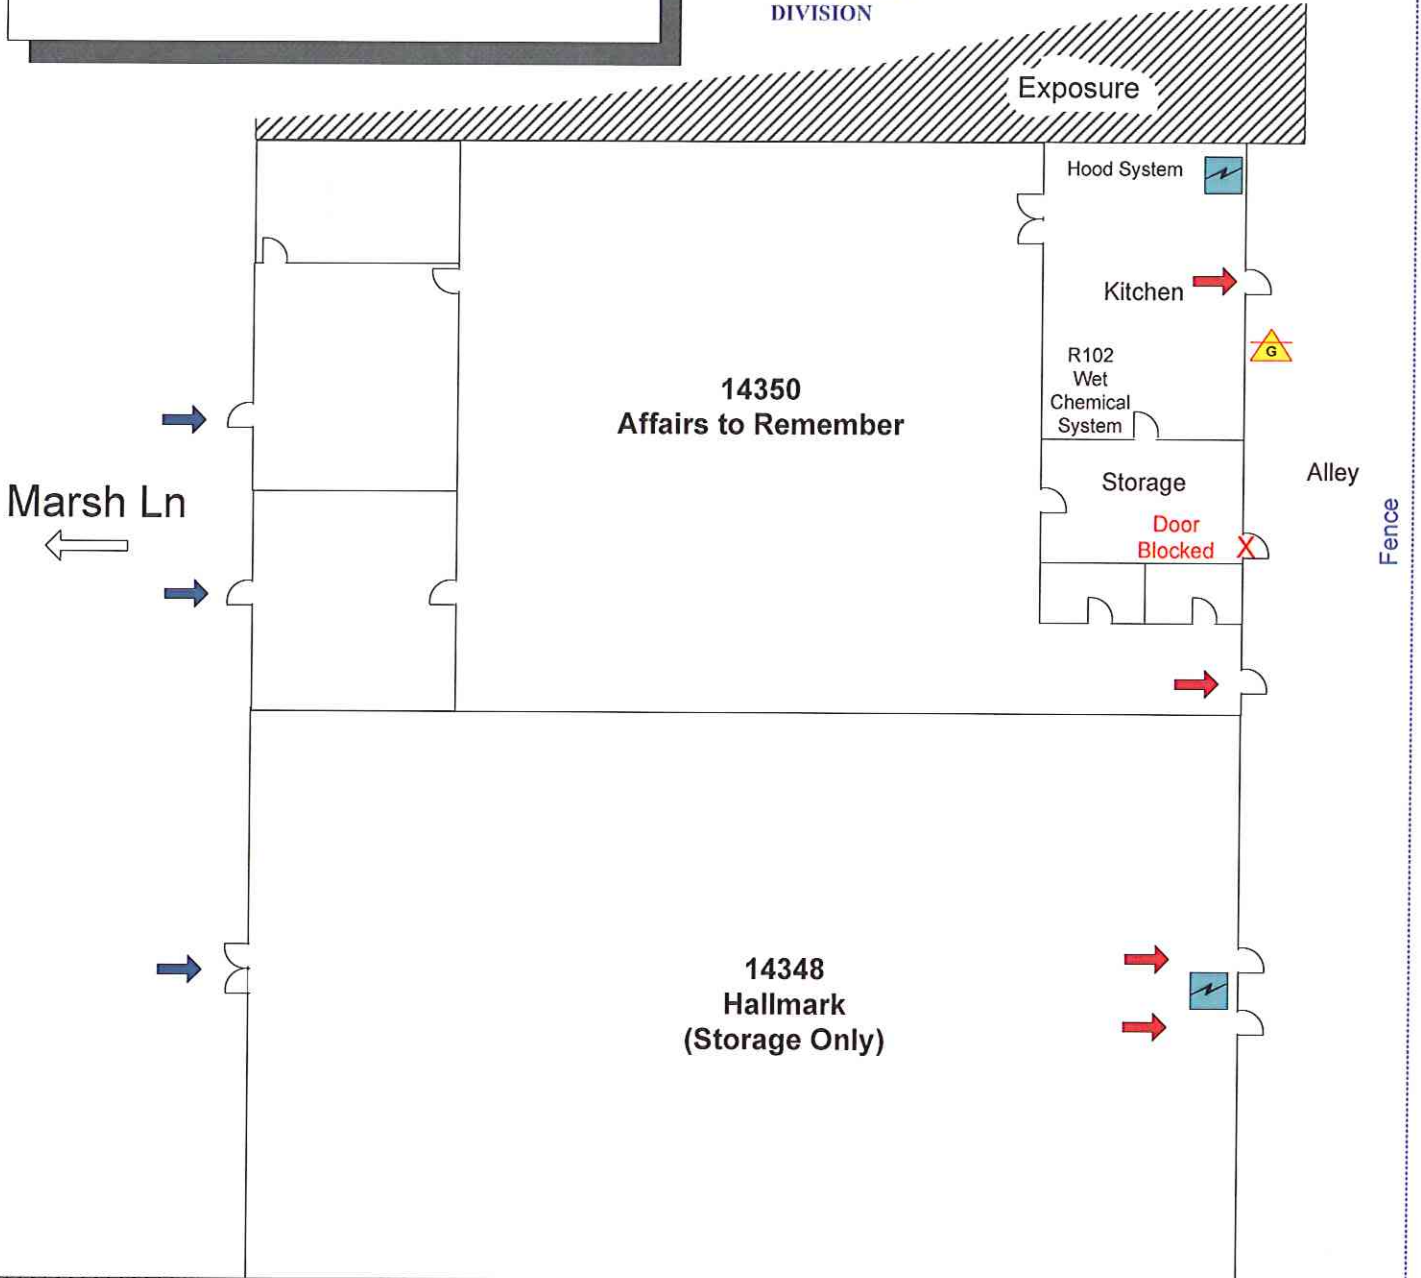 DIVISION
Exposure
Hood System
Kitchen
R102
Wet
Chemical
System
G
14350
Affairs to Remember
Marsh Ln
Storage
Door
Blocked
X
Alley
Fence
14348
Hallmark
(Storage Only)